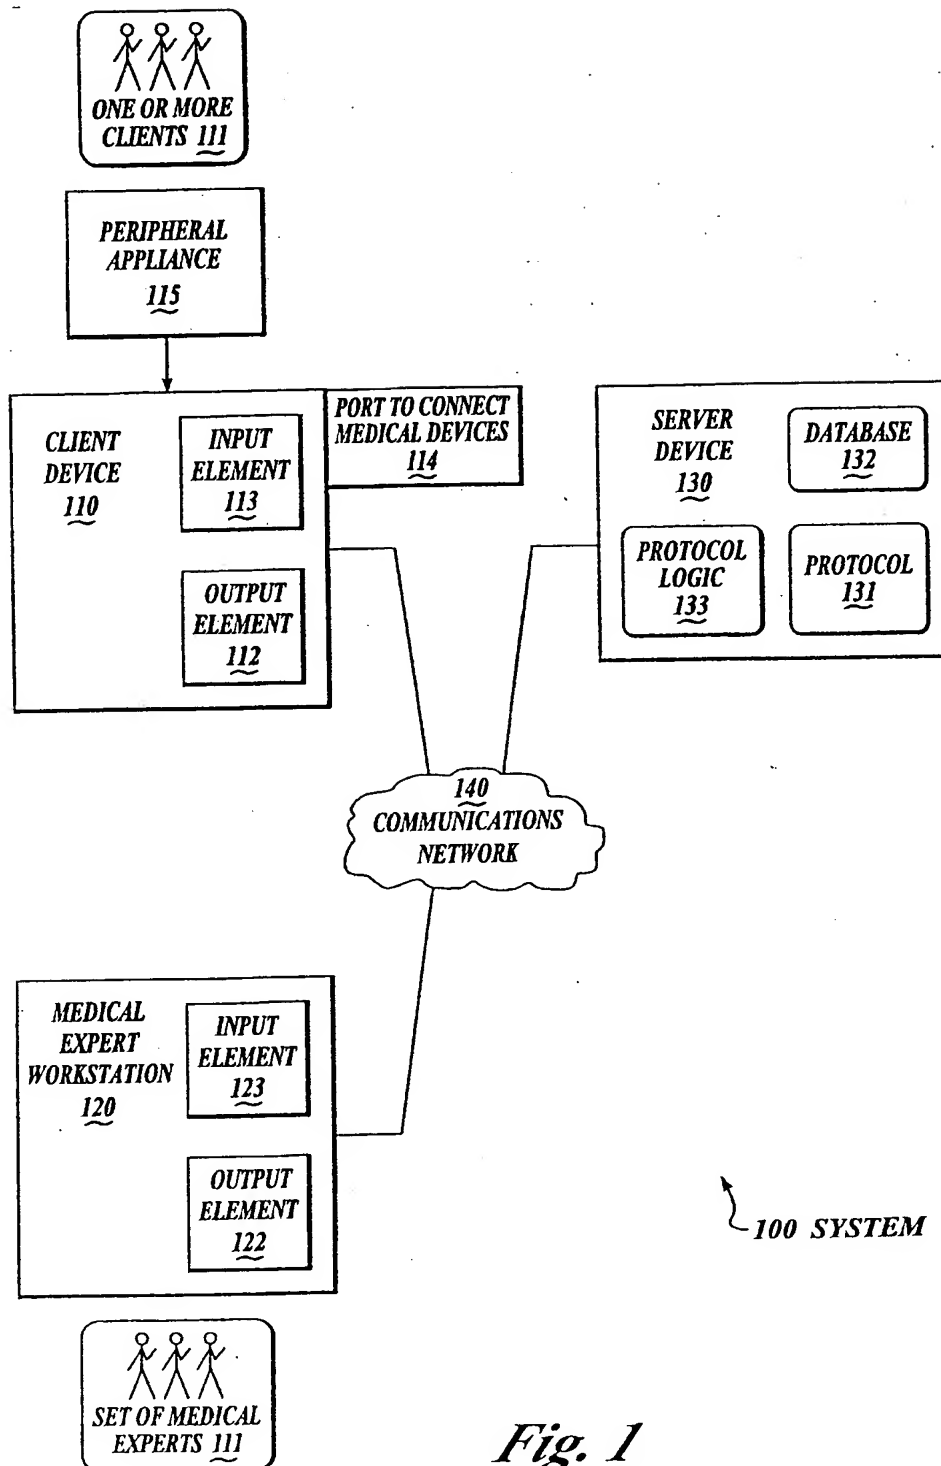 ONE OR MORE
CLIENTS 111
PERIPHERAL
APPLIANCE
115
CLIENT
DEVICE
110
INPUT
ELEMENT
113
OUTPUT
ELEMENT
112
PORT TO CONNECT
MEDICAL DEVICES
114
SERVER
DEVICE
130
DATABASE
132
PROTOCOL
LOGIC
133
PROTOCOL
131
140
COMMUNICATIONS
NETWORK
MEDICAL
EXPERT
WORKSTATION
120
INPUT
ELEMENT
123
OUTPUT
ELEMENT
122
100 SYSTEM
SET OF MEDICAL
EXPERTS 111
Fig. 1